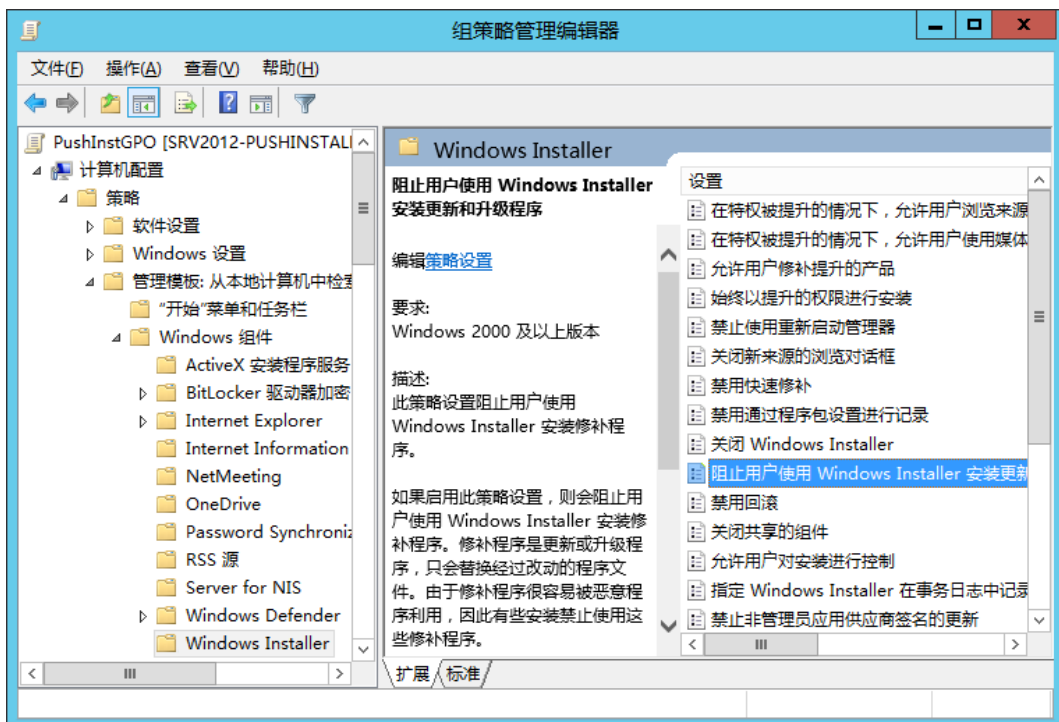 组策略管理编辑器
文件(F) 操作(A) 查看(V) 帮助(H)
PushInstGPO [SRV2012-PUSHINSTAL
计算机配置
策略
软件设置
Windows 设置
管理模板: 从本地计算机中检索
“开始”菜单和任务栏
Windows 组件
ActiveX 安装程序服务
BitLocker 驱动器加密
Internet Explorer
Internet Information
NetMeeting
OneDrive
Password Synchroniz
RSS 源
Server for NIS
Windows Defender
Windows Installer
Windows Installer
阻止用户使用 Windows Installer
安装更新和升级程序
编辑策略设置
要求:
Windows 2000 及以上版本
描述:
此策略设置阻止用户使用
Windows Installer 安装修补程
序。
如果启用此策略设置，则会阻止用
户使用 Windows Installer 安装修
补程序。修补程序是更新或升级程
序，只会替换经过改动的程序文
件。由于修补程序很容易被恶意程
序利用，因此有些安装禁止使用这
些修补程序。
设置
在特权被提升的情况下，允许用户浏览来源
在特权被提升的情况下，允许用户使用媒体
允许用户修补提升的产品
始终以提升的权限进行安装
禁止使用重新启动管理器
关闭新来源的浏览对话框
禁用快速修补
禁用通过程序包设置进行记录
关闭 Windows Installer
阻止用户使用 Windows Installer 安装更新
禁用回滚
关闭共享的组件
允许用户对安装进行控制
指定 Windows Installer 在事务日志中记录
禁止非管理员应用供应商签名的更新
扩展 标准